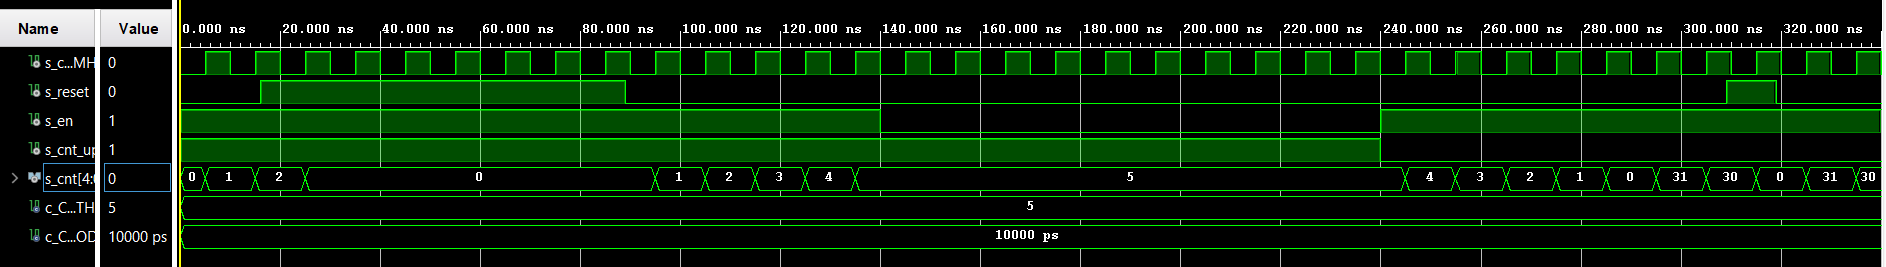 Name Value 0.000 ns 20.000 ns 40.000 ns 60.000 ns 80.000 ns 100.000 ns 120.000 ns 140.000 ns 160.000 ns 180.000 ns 200.000 ns 220.000 ns 240.000 ns 260.000 ns 280.000 ns 300.000 ns 320.000 ns
s_c...MH 0
s_reset 0
s_en 1
s_cnt_up 1
s_cnt[4:0 0 0 1 2 0 1 2 3 4 5 4 3 2 1 0 31 30 0 31 30
c_C...TH 5 5
c_C...OD 10000 ps 10000 ps